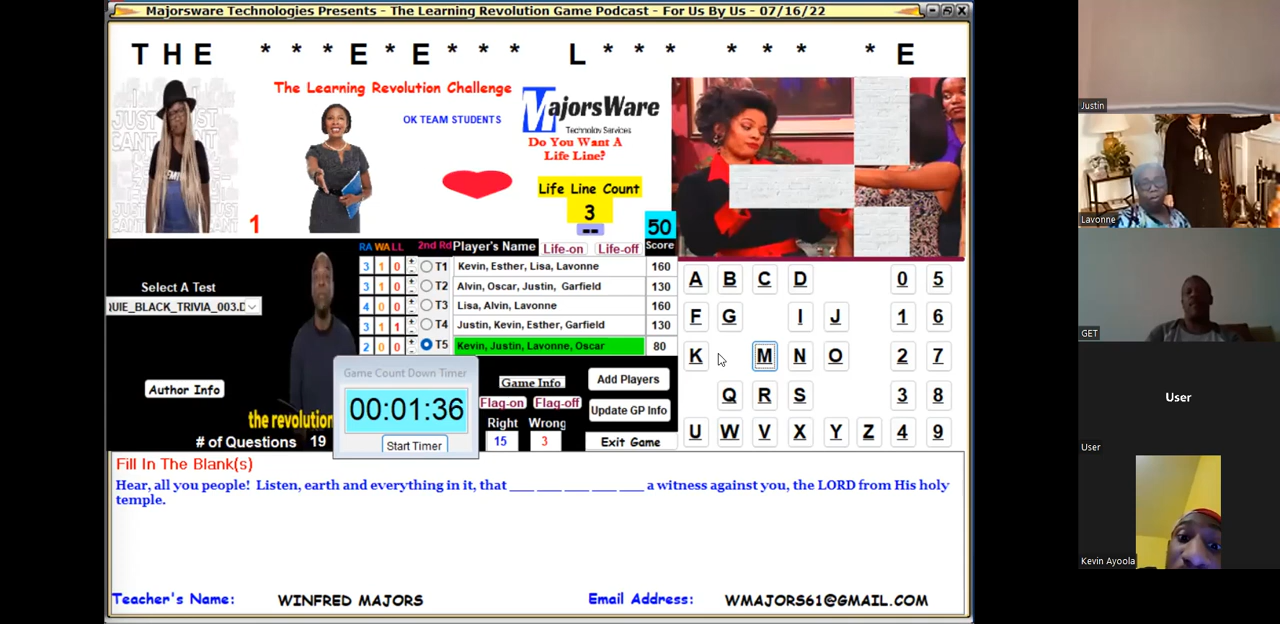 Majorsware Technologies Presents - The Learning Revolution Game Podcast - For Us By Us - 07/16/22
THE ***E*E*** L*** *** *E
The Learning Revolution Challenge
OK TEAM STUDENTS
MajorsWare
Technology Services
Do You Want A
Life Line?
Life Line Count
3
--
1
50
RA WA LL 2nd Rd Player's Name Life-on Life-off Score
3 1 0 + - T1 Kevin, Esther, Lisa, Lavonne 160
3 1 0 + - T2 Alvin, Oscar, Justin, Garfield 130
4 0 0 + - T3 Lisa, Alvin, Lavonne 160
3 1 1 + - T4 Justin, Kevin, Esther, Garfield 130
2 0 0 + T5 Kevin, Justin, Lavonne, Oscar 80
Select A Test
QUIE_BLACK_TRIVIA_003.D
Author Info
the revolution
# of Questions 19
Game Count Down Timer
00:01:36
Start Timer
Game Info
Flag-on Flag-off
Right Wrong
15 3
Add Players
Update GP Info
Exit Game
A B C D 0 5
F G I J 1 6
K M N O 2 7
Q R S 3 8
U W V X Y Z 4 9
Fill In The Blank(s)
Hear, all you people! Listen, earth and everything in it, that ____ ____ ____ ____ ____ a witness against you, the LORD from His holy
temple.
Teacher's Name: WINFRED MAJORS Email Address: WMAJORS61@GMAIL.COM
Justin
Lavonne
GET
User
User
Kevin Ayoola